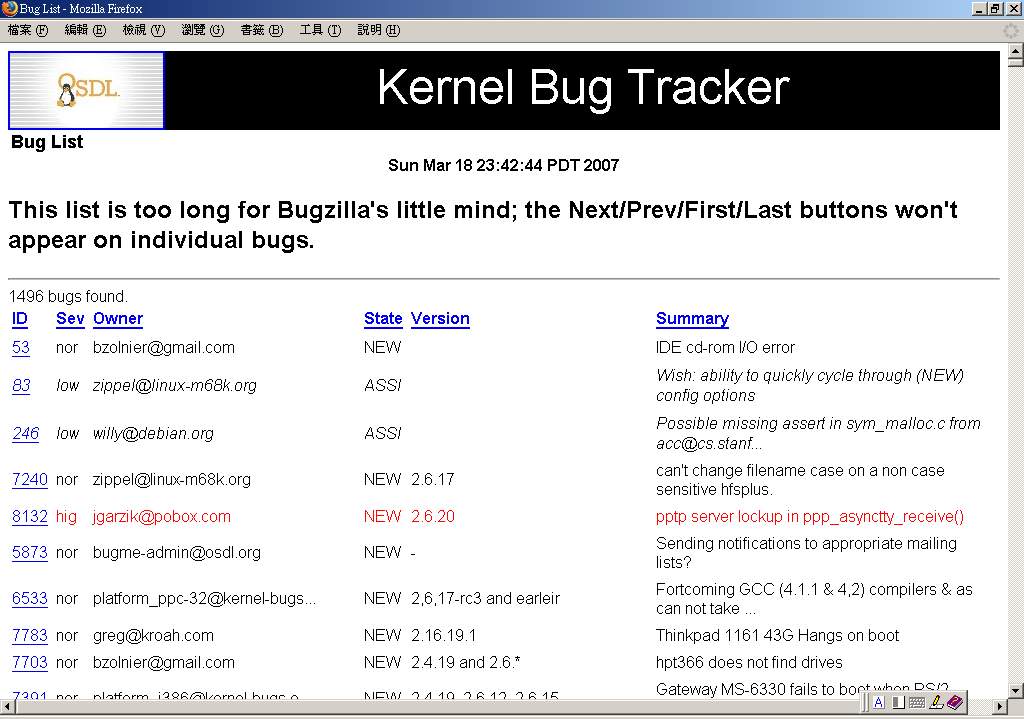 Bug List - Mozilla Firefox
檔案 (F) 編輯 (E) 檢視 (V) 瀏覽 (G) 書籤 (B) 工具 (T) 說明 (H)
OSDL
Kernel Bug Tracker
Bug List
Sun Mar 18 23:42:44 PDT 2007
This list is too long for Bugzilla's little mind; the Next/Prev/First/Last buttons won't
appear on individual bugs.
1496 bugs found.
ID Sev Owner State Version Summary
53 nor bzolnier@gmail.com NEW IDE cd-rom I/O error
83 low zippel@linux-m68k.org ASSI Wish: ability to quickly cycle through (NEW)
config options
246 low willy@debian.org ASSI Possible missing assert in sym_malloc.c from
acc@cs.stanf...
7240 nor zippel@linux-m68k.org NEW 2.6.17 can't change filename case on a non case
sensitive hfsplus.
8132 hig jgarzik@pobox.com NEW 2.6.20 pptp server lockup in ppp_asynctty_receive()
5873 nor bugme-admin@osdl.org NEW - Sending notifications to appropriate mailing
lists?
6533 nor platform_ppc-32@kernel-bugs... NEW 2,6,17-rc3 and earleir Fortcoming GCC (4.1.1 & 4,2) compilers & as
can not take ...
7783 nor greg@kroah.com NEW 2.16.19.1 Thinkpad 1161 43G Hangs on boot
7703 nor bzolnier@gmail.com NEW 2.4.19 and 2.6.* hpt366 does not find drives
7391 nor platform_i386@kernel-bugs.o... NEW 2.4.19, 2.6.12, 2.6.15 Gateway MS-6330 fails to boot when PS/2
A